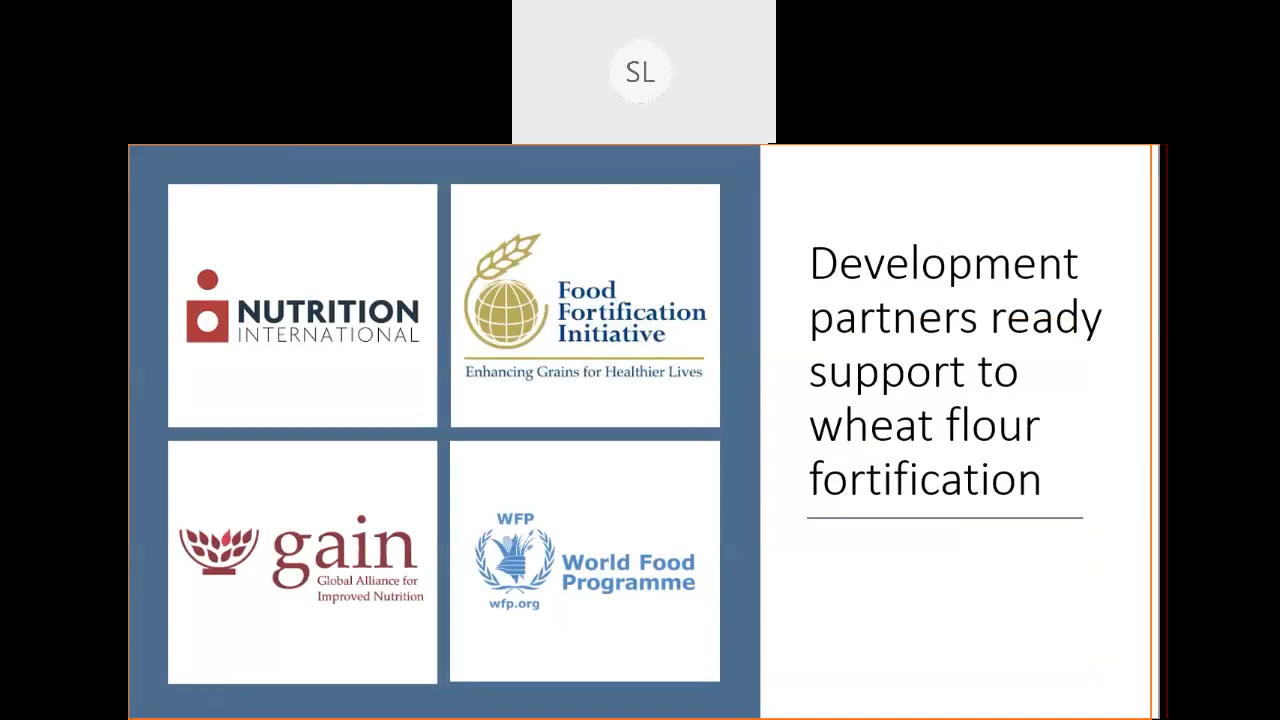 SL
NUTRITION
INTERNATIONAL
Food
Fortification
Initiative
Enhancing Grains for Healthier Lives
gain
Global Alliance for
Improved Nutrition
WFP
World Food
Programme
wfp.org
Development
partners ready
support to
wheat flour
fortification